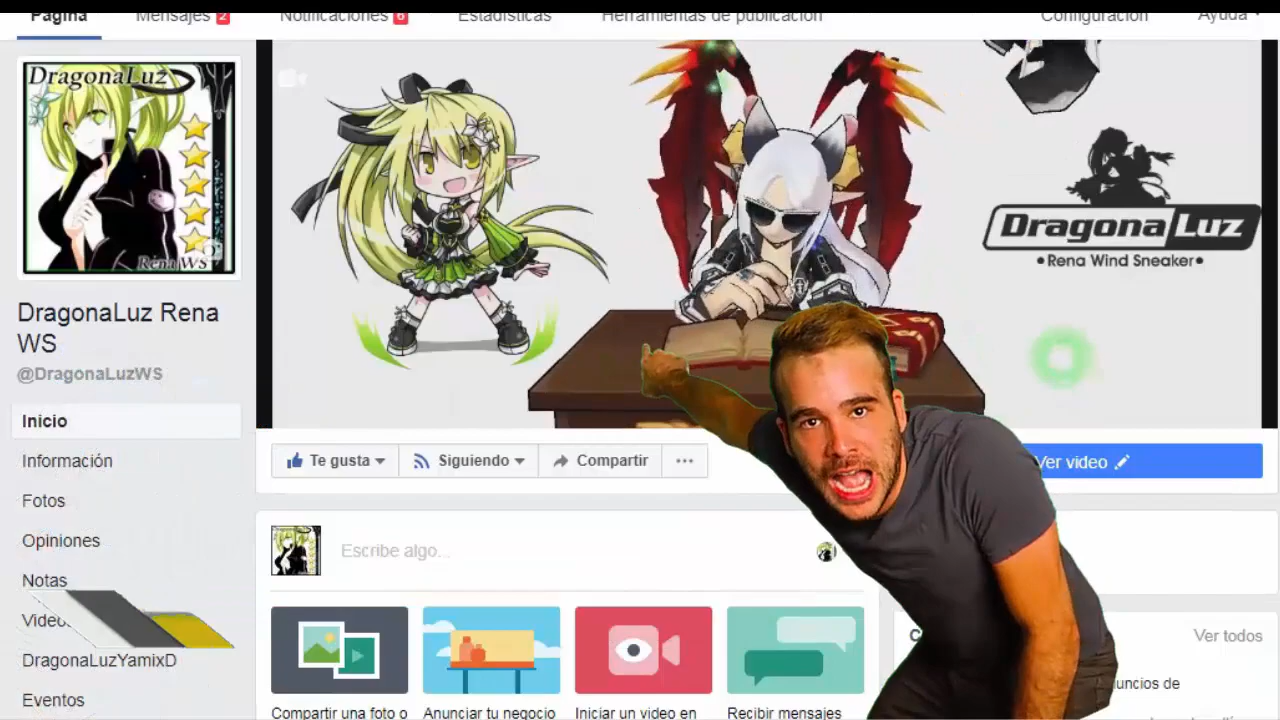 Página
Mensajes 2
Notificaciones 6
Estadísticas
Herramientas de publicación
Configuración
Ayuda
DragonaLuz
Rena WS
DragonaLuz
•Rena Wind Sneaker•
DragonaLuz Rena
WS
@DragonaLuzWS
Inicio
Información
Fotos
Opiniones
Notas
DragonaLuzYamixD
Eventos
Te gusta
Siguiendo
Compartir
Ver video
Escribe algo...
Compartir una foto o
Anunciar tu negocio
Iniciar un video en
Recibir mensajes
Ver todos